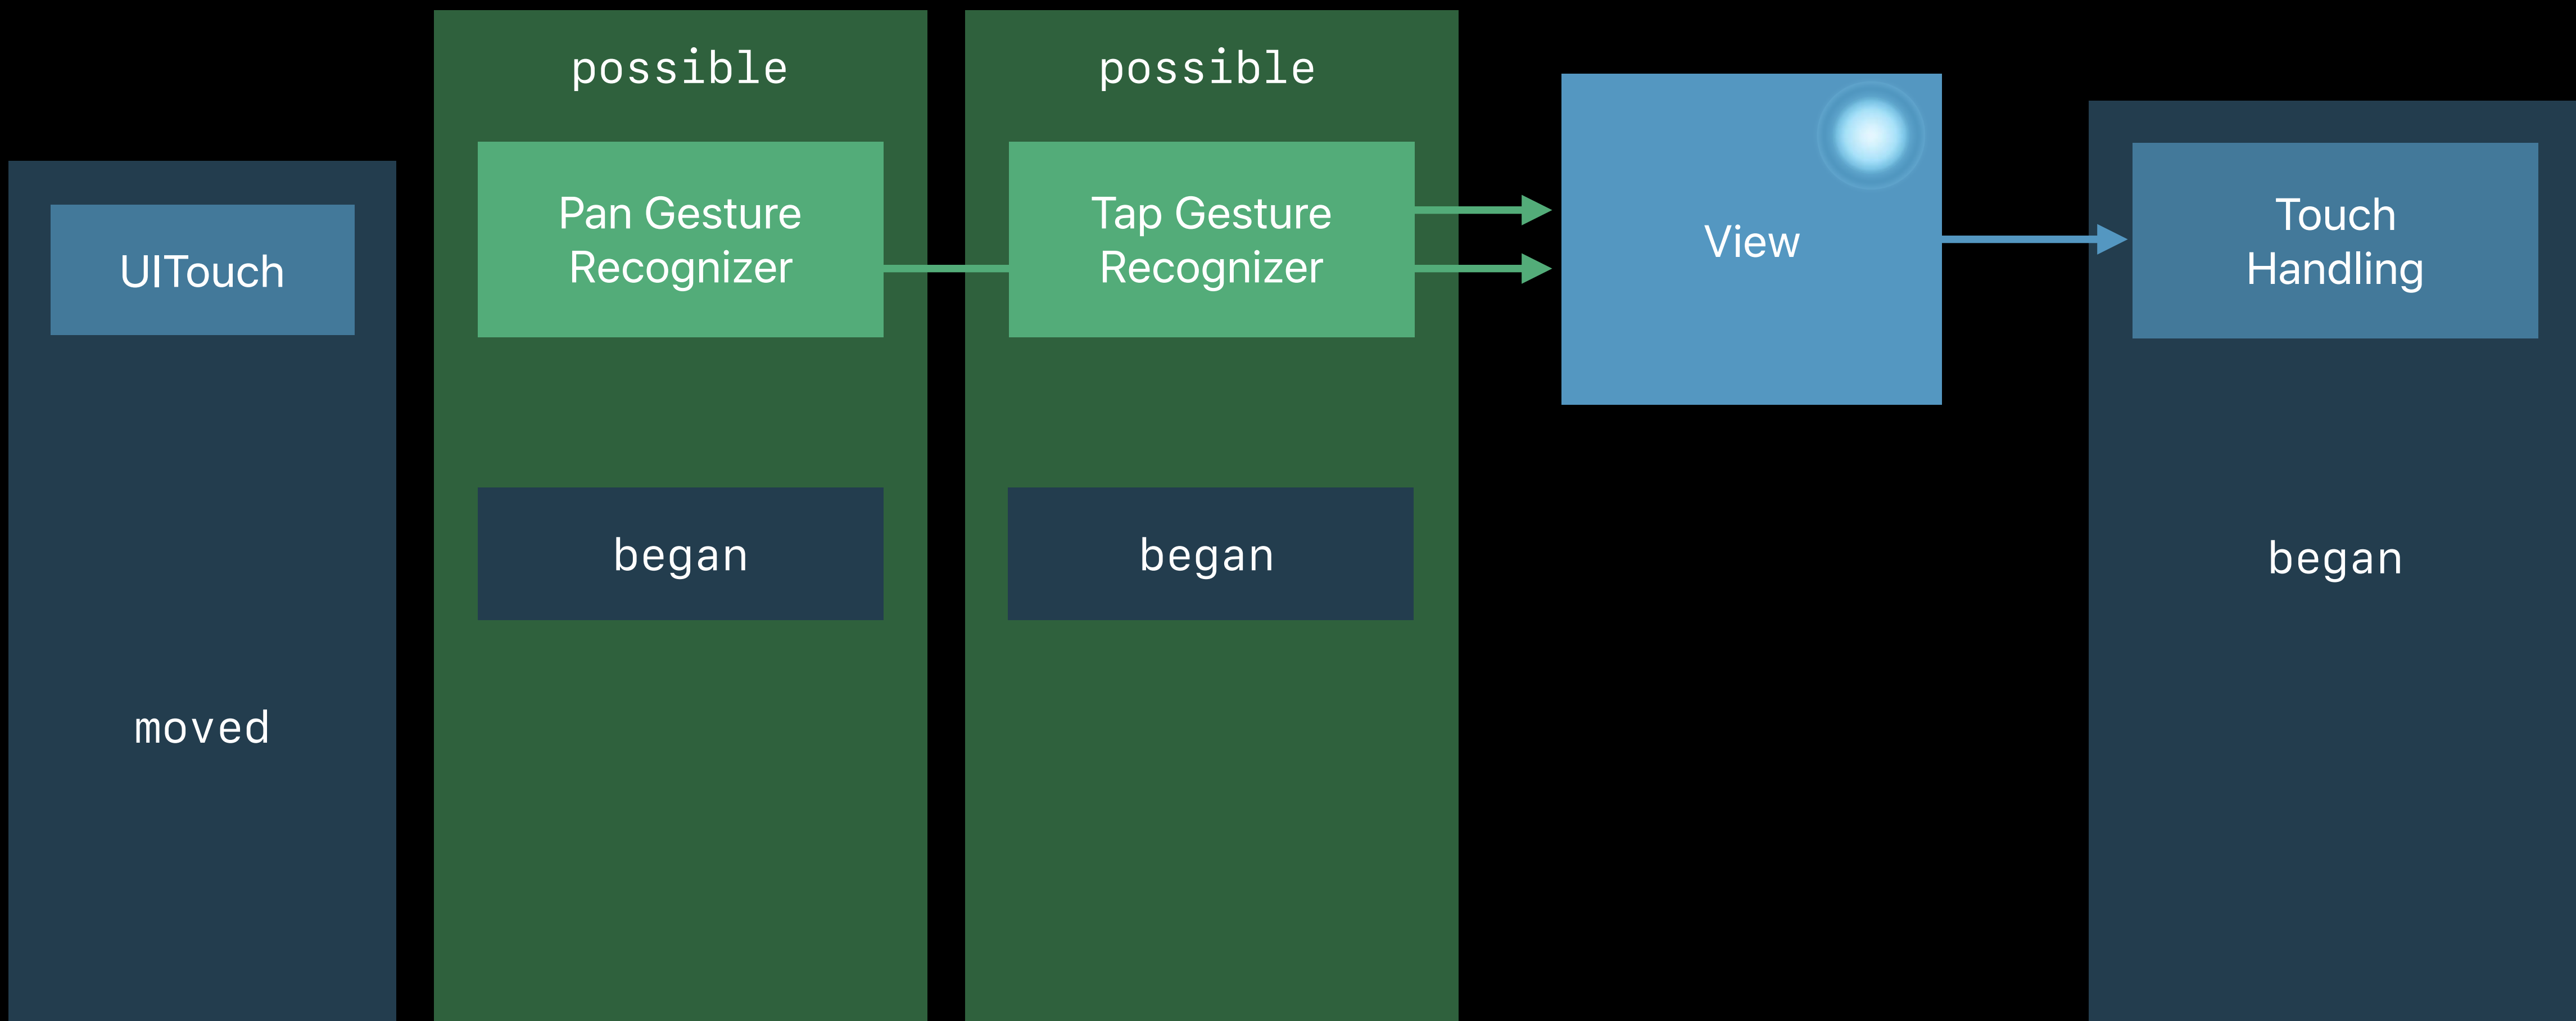 possible
possible
UITouch
Pan Gesture
Recognizer
Tap Gesture
Recognizer
View
Touch
Handling
began
began
began
moved